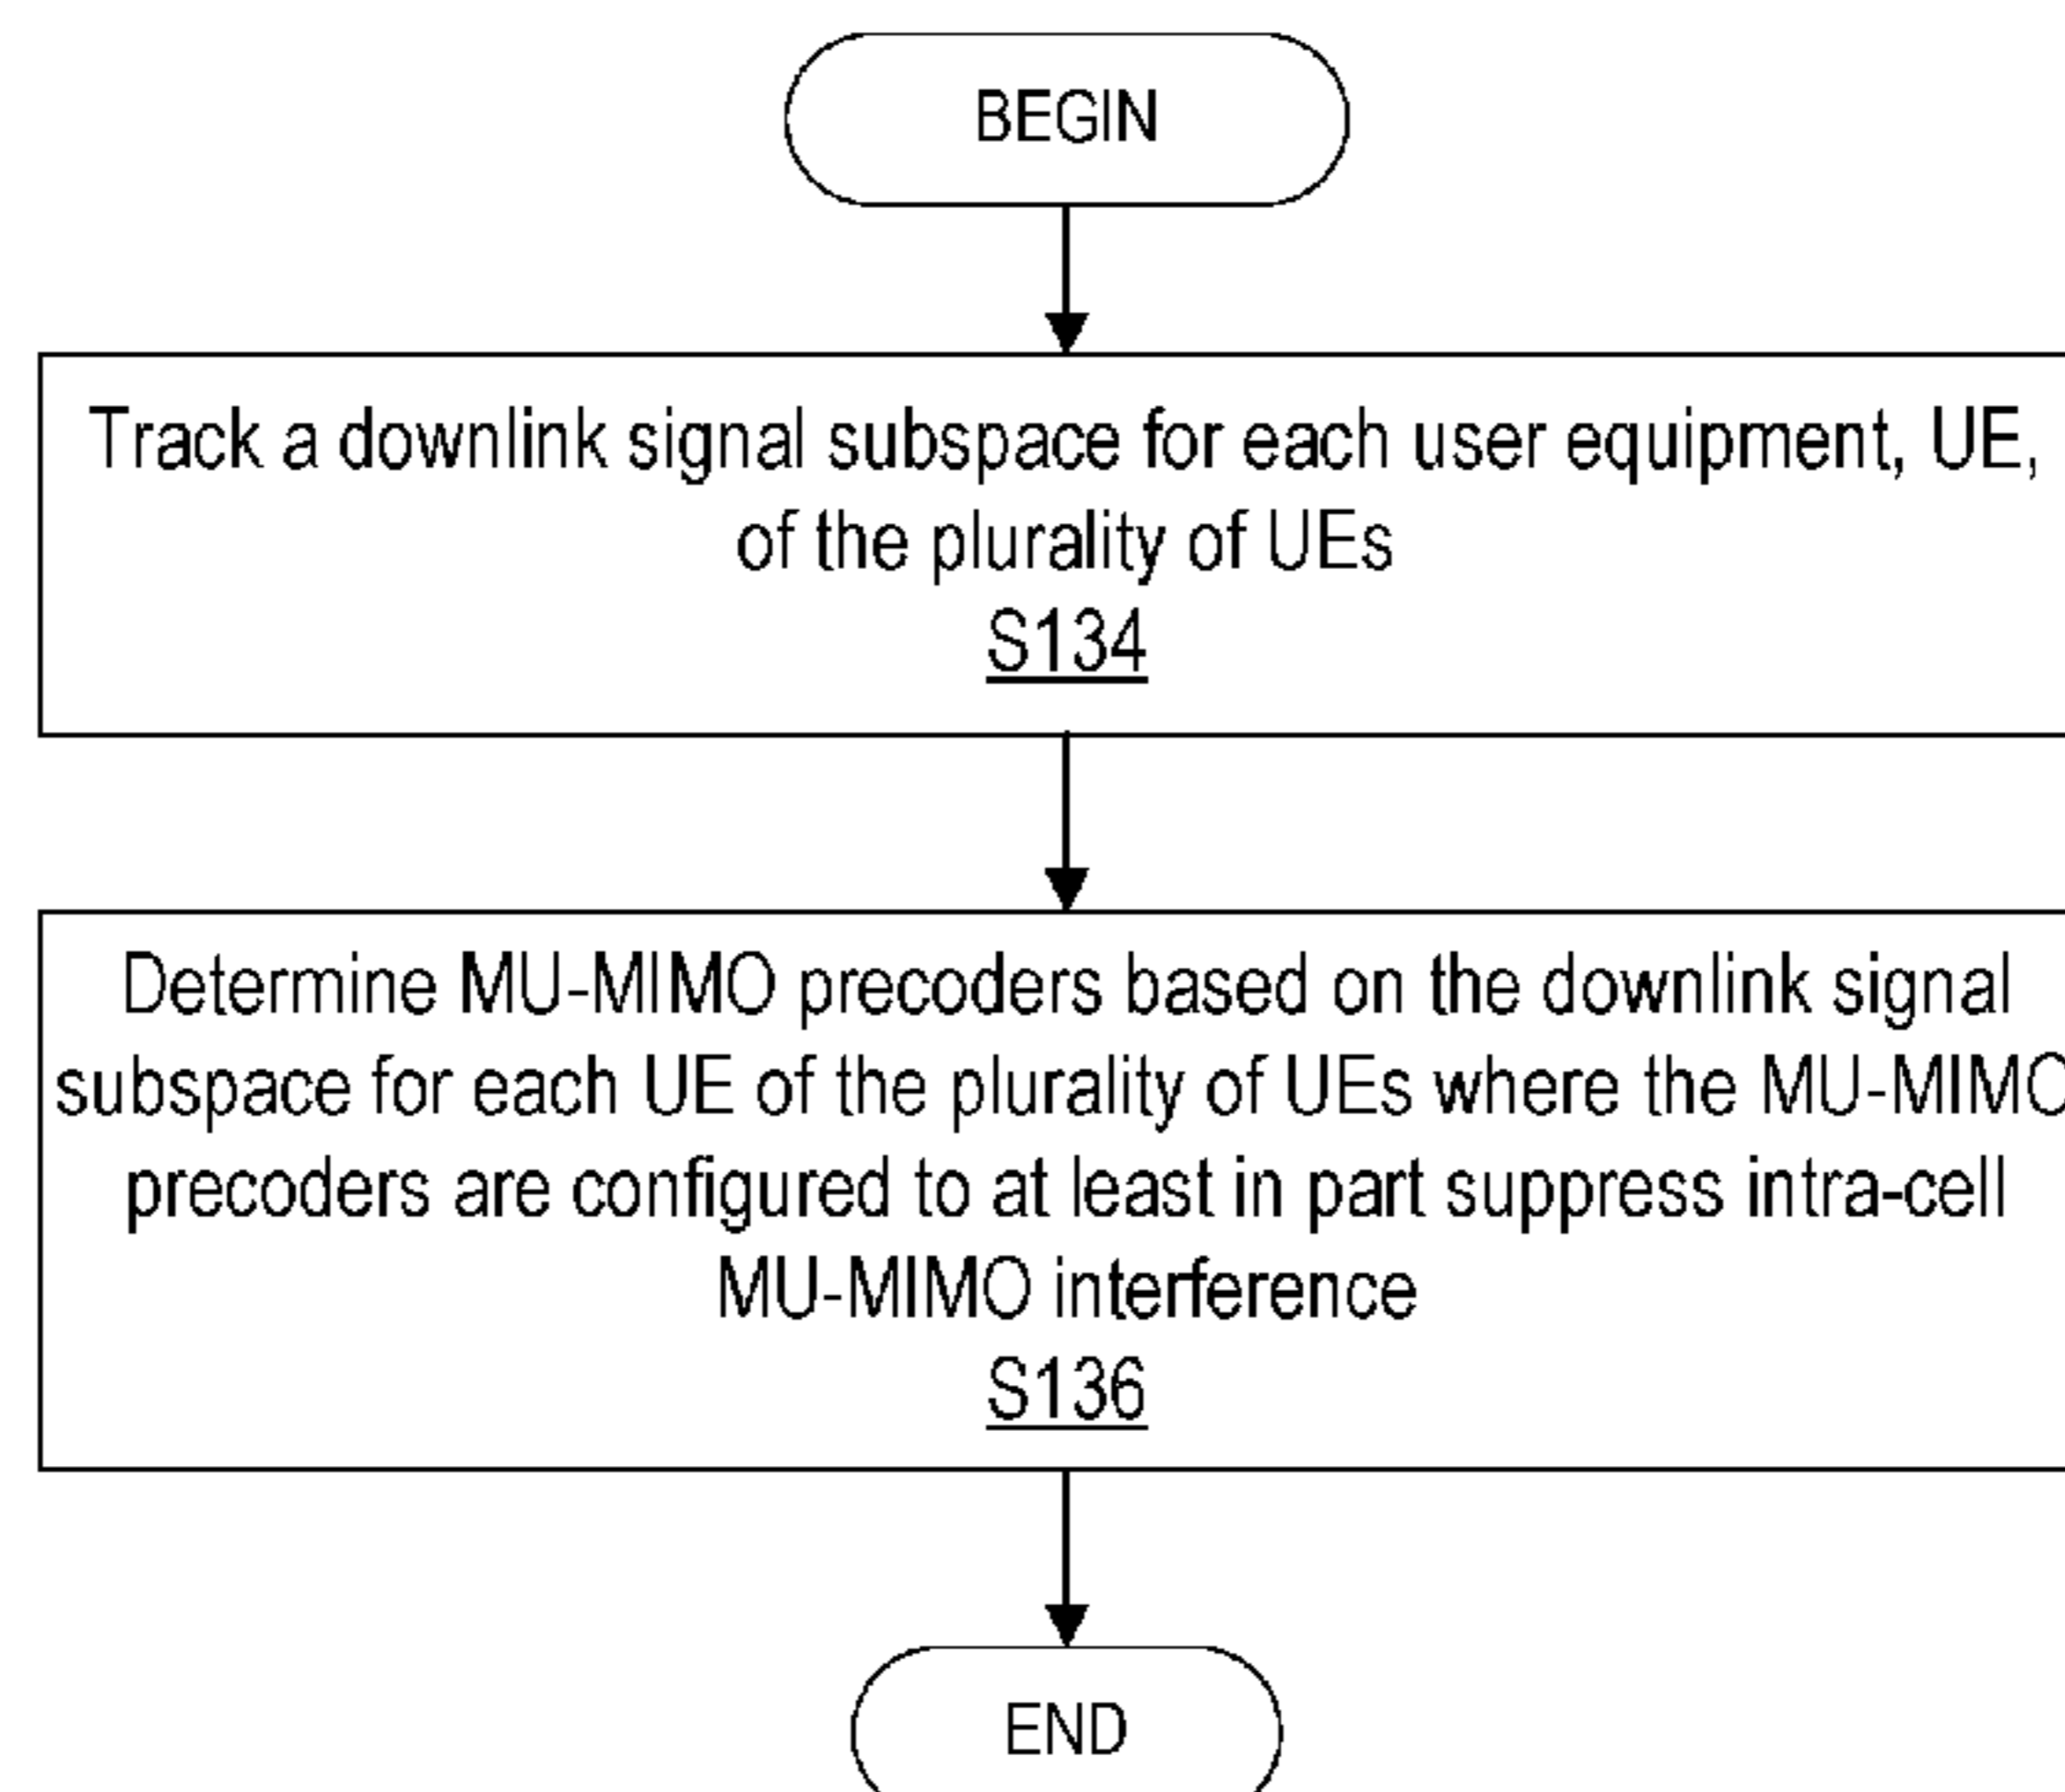 BEGIN
Track a downlink signal subspace for each user equipment, UE,
of the plurality of UEs
S134
Determine MU-MIMO precoders based on the downlink signal
subspace for each UE of the plurality of UEs where the MU-MIMO
precoders are configured to at least in part suppress intra-cell
MU-MIMO interference
S136
END